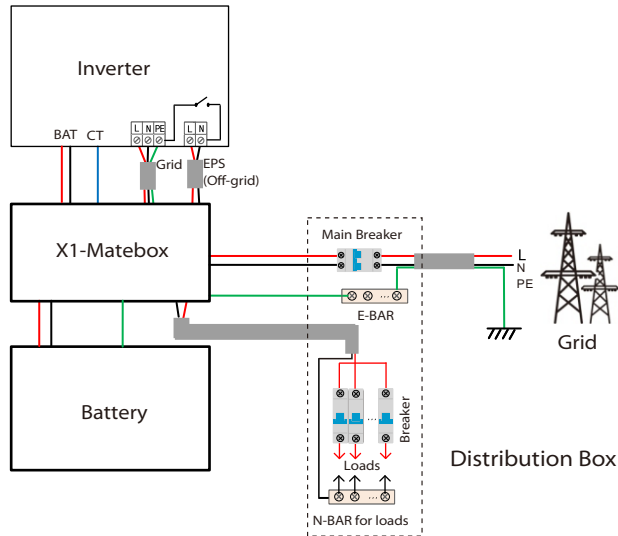 Inverter
BAT
CT
L N PE
L N
Grid
EPS
(Off-grid)
X1-Matebox
Main Breaker
L
N
PE
...
E-BAR
Grid
Battery
...
Breaker
Loads
...
N-BAR for loads
Distribution Box